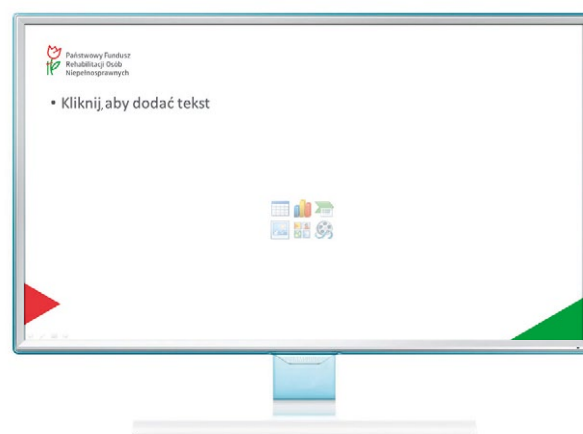 Państwowy Fundusz
Rehabilitacji Osób
Niepełnosprawnych
• Kliknij,aby dodać tekst